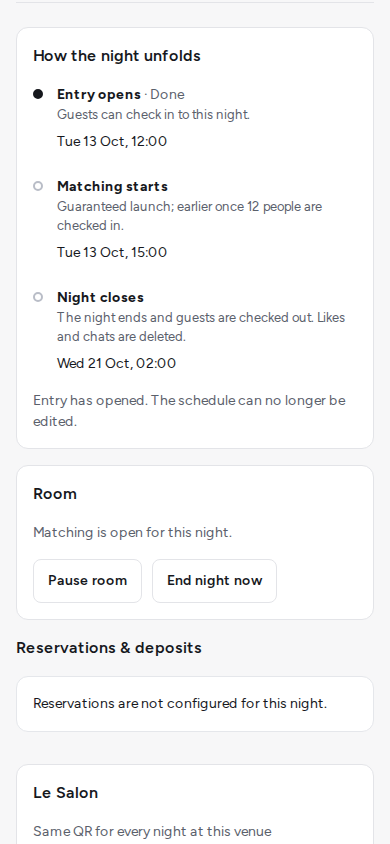 How the night unfolds
Entry opens · Done
Guests can check in to this night.
Tue 13 Oct, 12:00
Matching starts
Guaranteed launch; earlier once 12 people are
checked in.
Tue 13 Oct, 15:00
Night closes
The night ends and guests are checked out. Likes
and chats are deleted.
Wed 21 Oct, 02:00
Entry has opened. The schedule can no longer be
edited.
Room
Matching is open for this night.
Pause room End night now
Reservations & deposits
Reservations are not configured for this night.
Le Salon
Same QR for every night at this venue